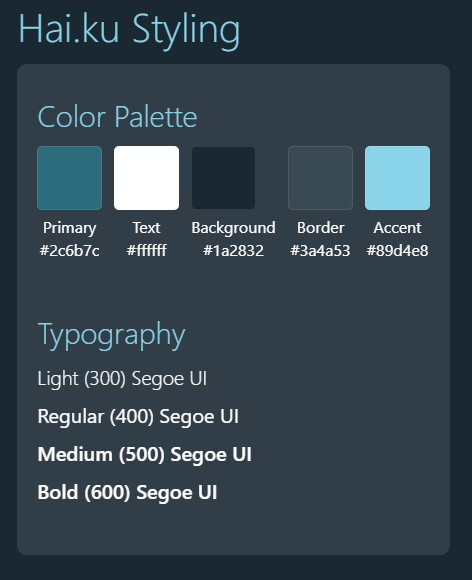 Hai.ku Styling
Color Palette
Primary Text Background Border Accent
#2c6b7c #ffffff #1a2832 #3a4a53 #89d4e8
Typography
Light (300) Segoe UI
Regular (400) Segoe UI
Medium (500) Segoe UI
Bold (600) Segoe UI